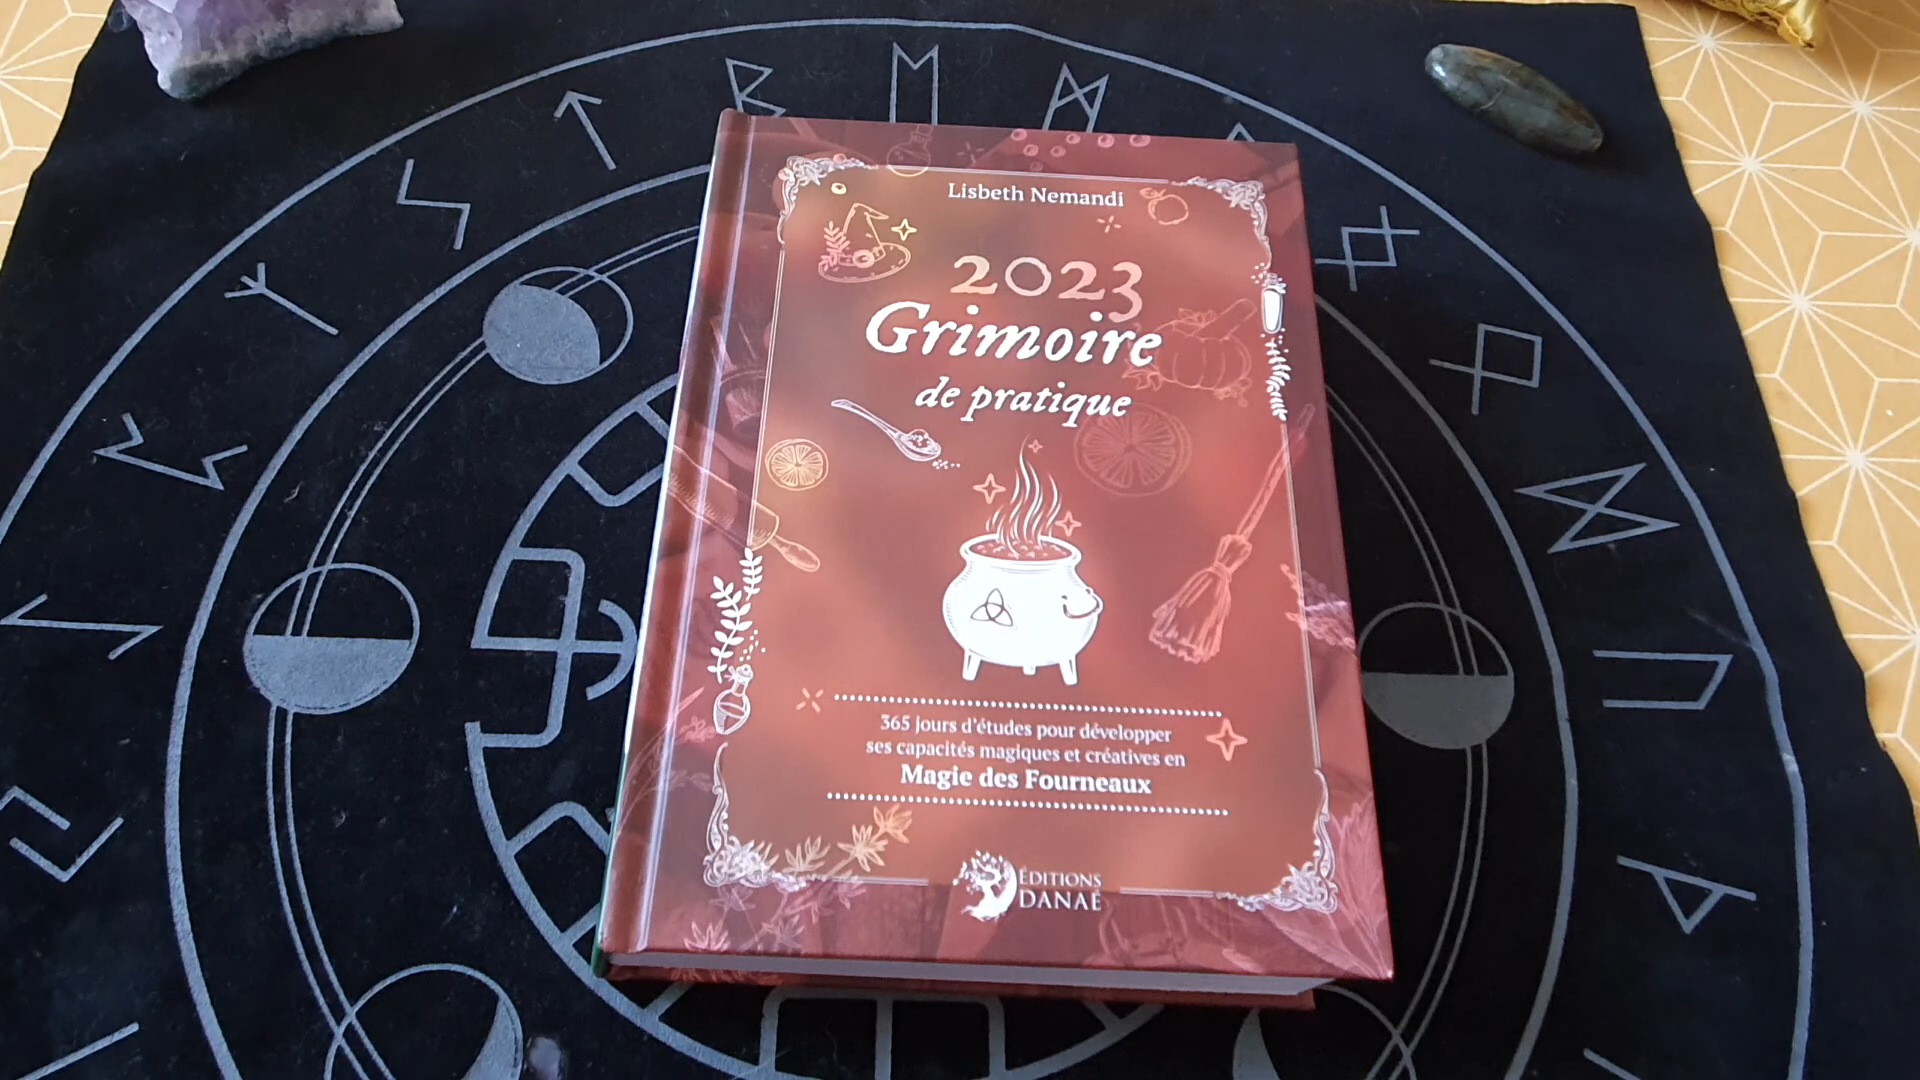 Lisbeth Nemandi
2023
Grimoire
de pratique
365 jours d'études pour développer
ses capacités magiques et créatives en
Magie des Fourneaux
ÉDITIONS
DANAÉ